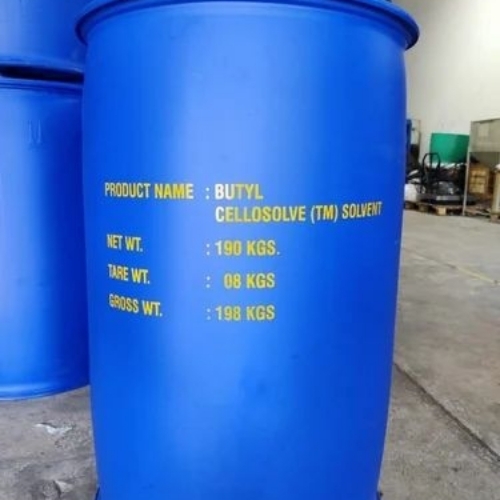 PRODUCT NAME : BUTYL
CELLOSOLVE (TM) SOLVENT
NET WT. : 190 KGS.
TARE WT. : 08 KGS
GROSS WT. : 198 KGS